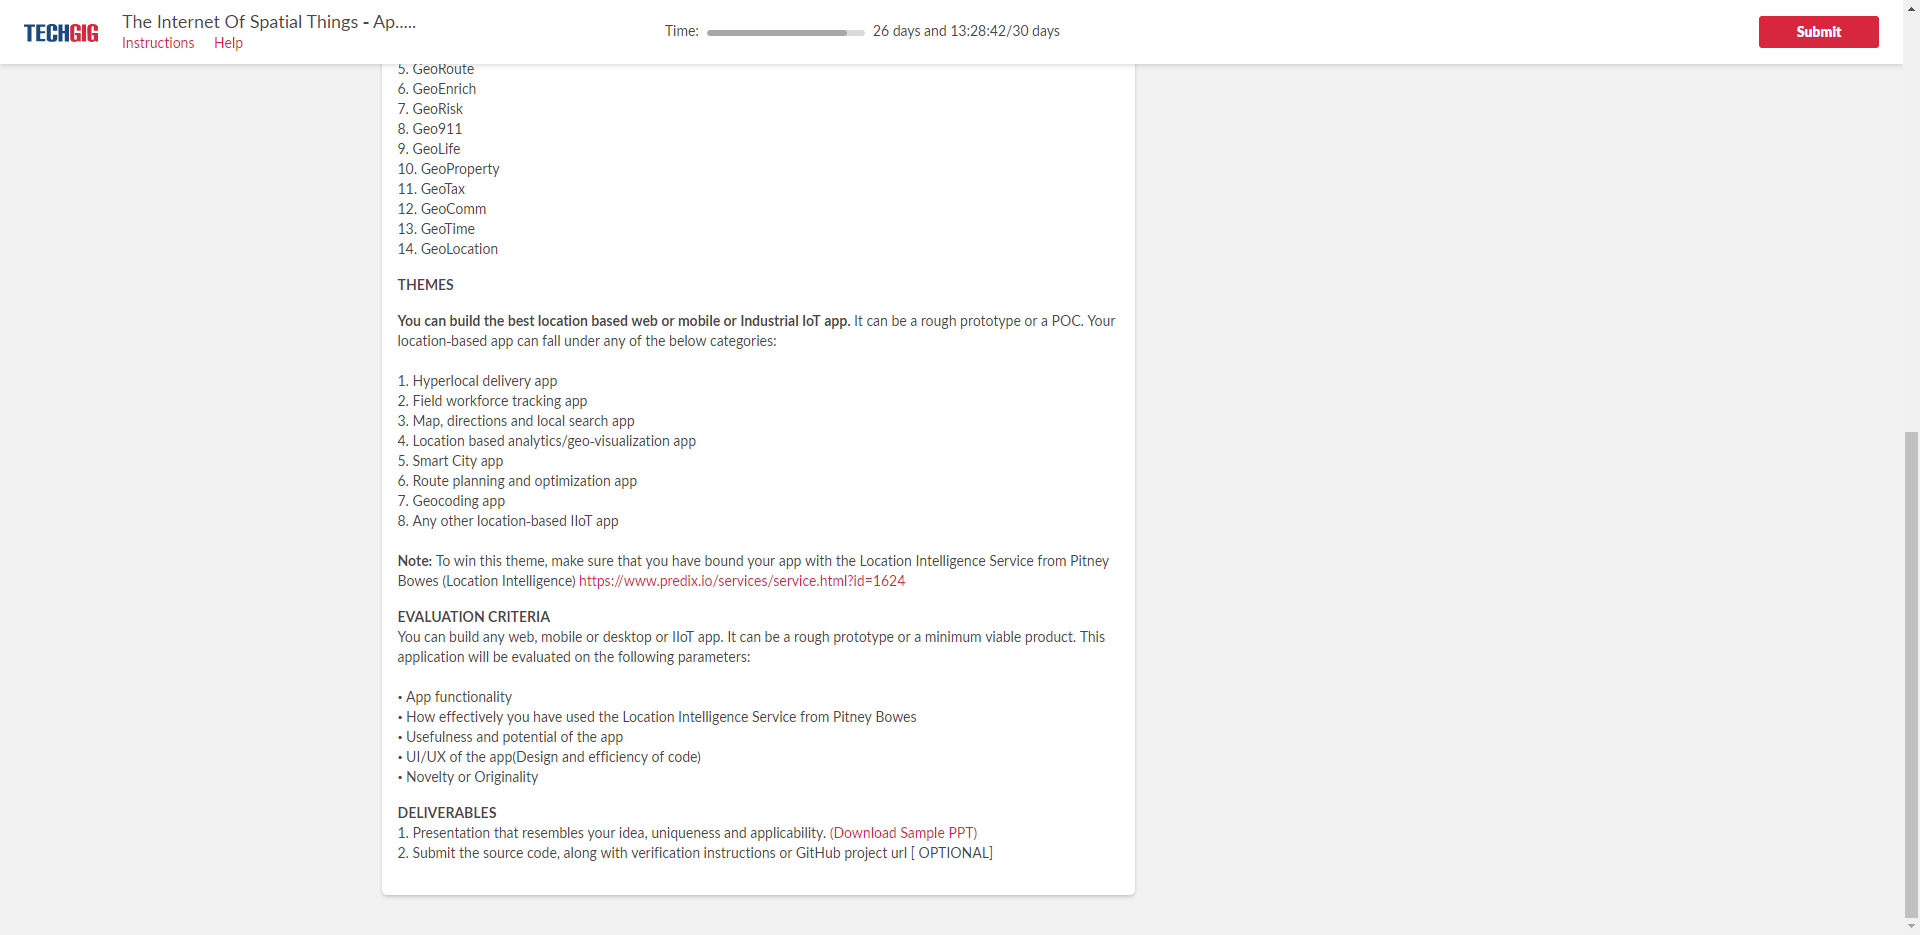 TECHGIG
The Internet Of Spatial Things - Ap.....
Instructions Help
Time: 26 days and 13:28:42/30 days
Submit
5. GeoRoute
6. GeoEnrich
7. GeoRisk
8. Geo911
9. GeoLife
10. GeoProperty
11. GeoTax
12. GeoComm
13. GeoTime
14. GeoLocation
THEMES
You can build the best location based web or mobile or Industrial IoT app. It can be a rough prototype or a POC. Your
location-based app can fall under any of the below categories:
1. Hyperlocal delivery app
2. Field workforce tracking app
3. Map, directions and local search app
4. Location based analytics/geo-visualization app
5. Smart City app
6. Route planning and optimization app
7. Geocoding app
8. Any other location-based IIoT app
Note: To win this theme, make sure that you have bound your app with the Location Intelligence Service from Pitney
Bowes (Location Intelligence) https://www.predix.io/services/service.html?id=1624
EVALUATION CRITERIA
You can build any web, mobile or desktop or IIoT app. It can be a rough prototype or a minimum viable product. This
application will be evaluated on the following parameters:
• App functionality
• How effectively you have used the Location Intelligence Service from Pitney Bowes
• Usefulness and potential of the app
• UI/UX of the app(Design and efficiency of code)
• Novelty or Originality
DELIVERABLES
1. Presentation that resembles your idea, uniqueness and applicability. (Download Sample PPT)
2. Submit the source code, along with verification instructions or GitHub project url [ OPTIONAL]